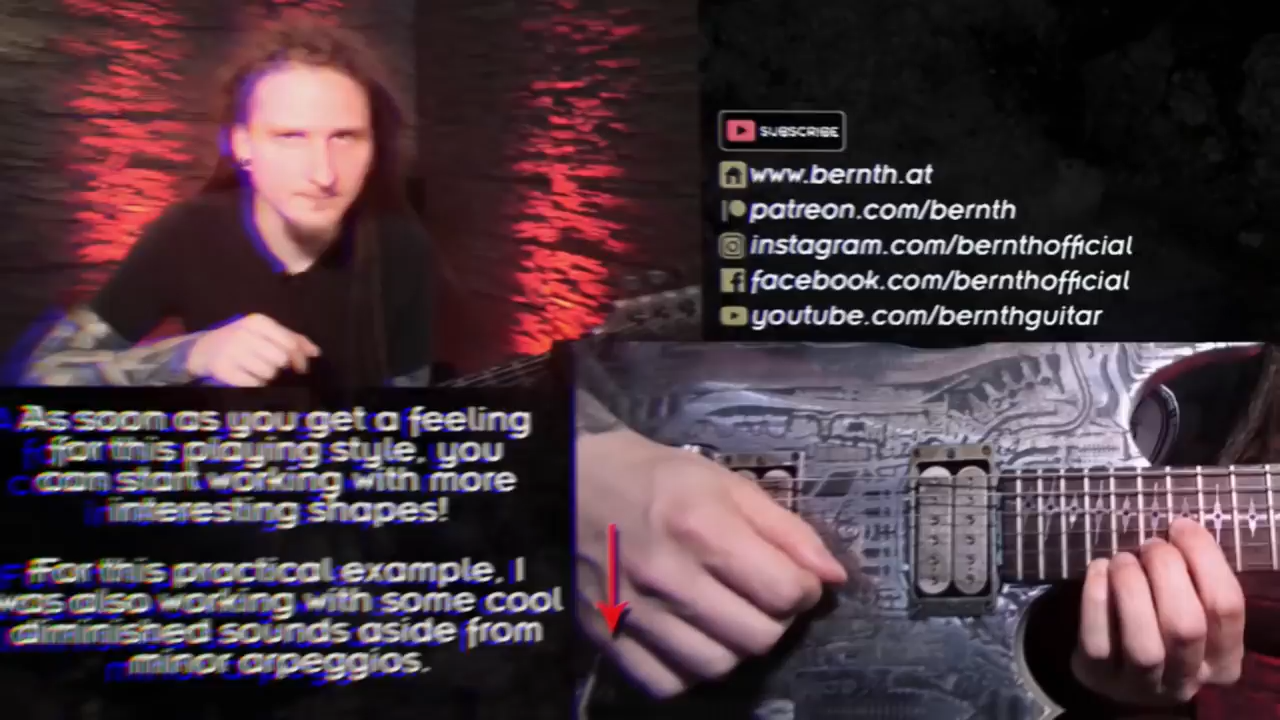 SUBSCRIBE
www.bernth.at
patreon.com/bernth
instagram.com/bernthofficial
facebook.com/bernthofficial
youtube.com/bernthguitar
As soon as you get a feeling
for this playing style, you
can start working with more
interesting shapes!
For this practical example, I
was also working with some cool
diminished sounds aside from
minor arpeggios.